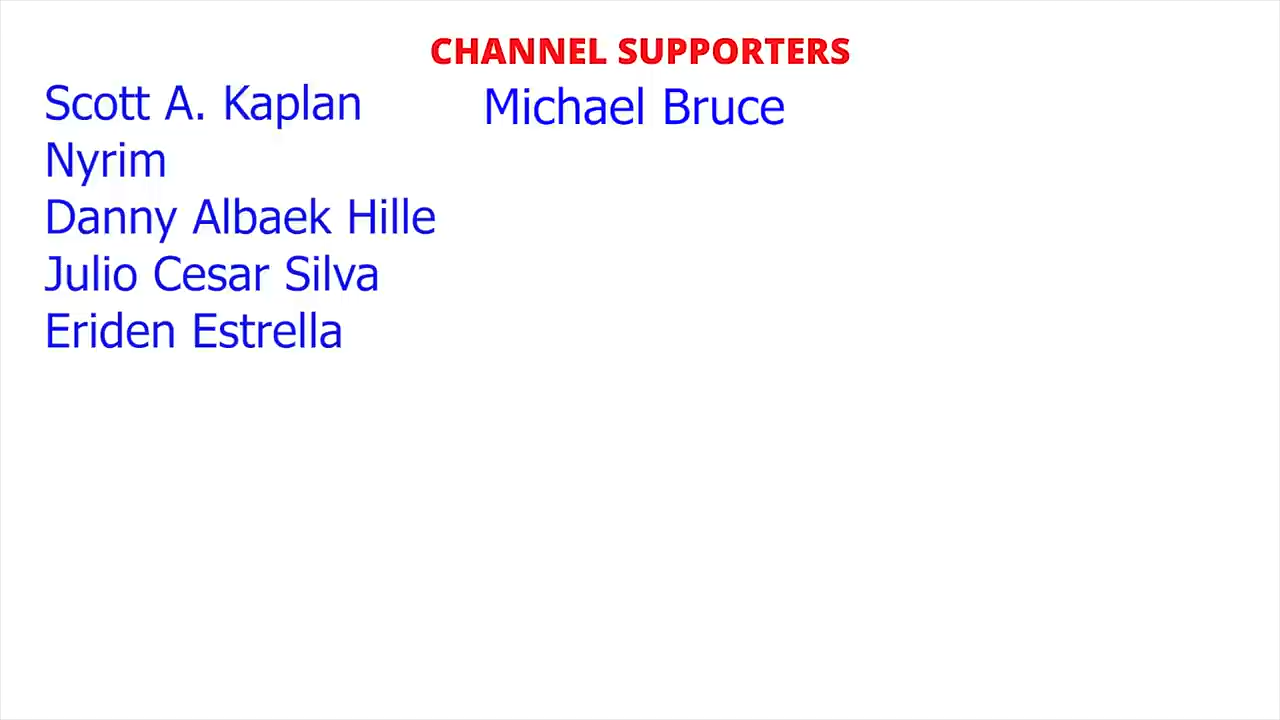 CHANNEL SUPPORTERS
Scott A. Kaplan
Nyrim
Danny Albaek Hille
Julio Cesar Silva
Eriden Estrella
Michael Bruce